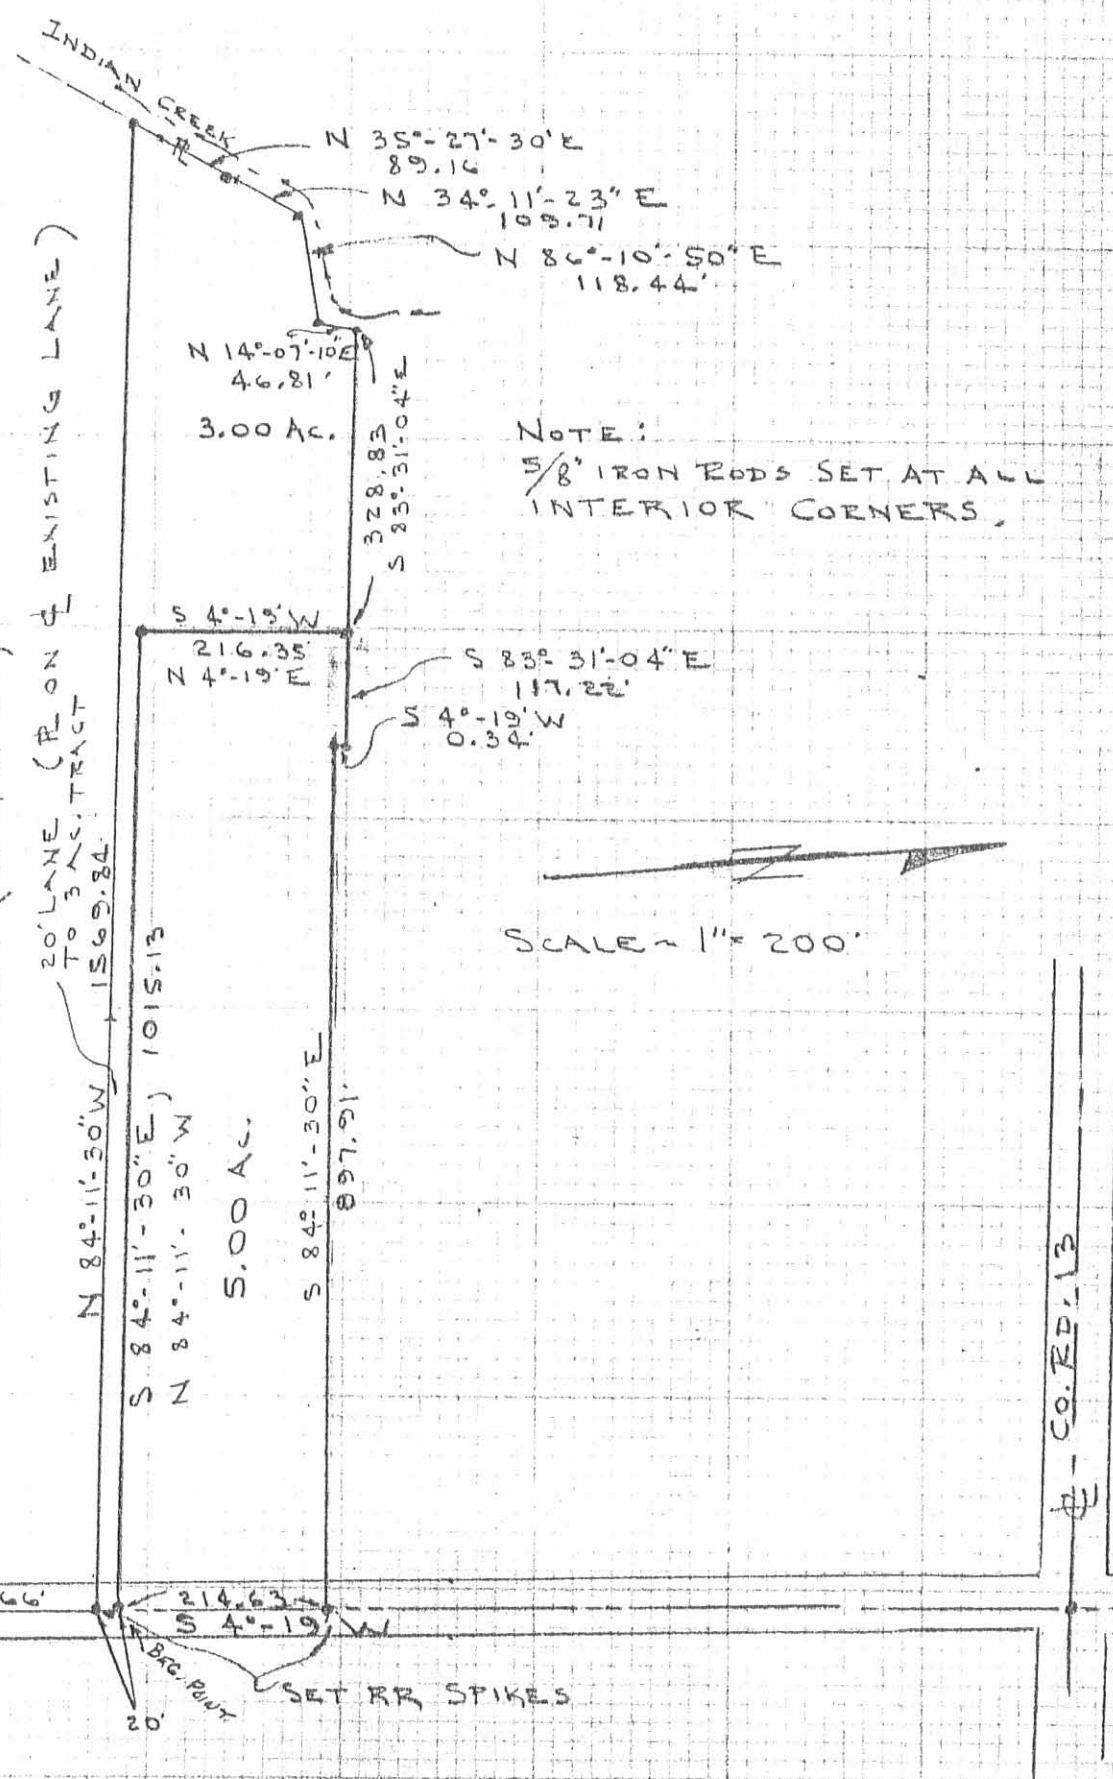 INDIAN CREEK
N 35°-27'-30'E
89.16
N 34°-11'-23" E
N 86°-10'-50"E
118.44'
N 14°-07'-10"E
46.81'
3.00 AC.
328.83
S 83°-31'-04"E
NOTE:
5/8" IRON RODS SET AT ALL
INTERIOR CORNERS.
S 4°-19' W
216.35
N 4°-19' E
S 83°-31'-04" E
117.22'
S 4°-19' W
0.34'
20' LANE (PL ON CL EXISTING LANE)
TO 3 AC. TRACT
N 84°-11'-30"W 1569.84
S 84°-11'-30"E, 1015.13
N 84°-11'-30"W
5.00 AC.
S 84°-11'-30"E
897.91'
PL
N
SCALE ~ 1"= 200'
CL - CO. RD. 13
66'
214.63
S 4°-19' W
BEG. POINT
SET RR SPIKES
20'